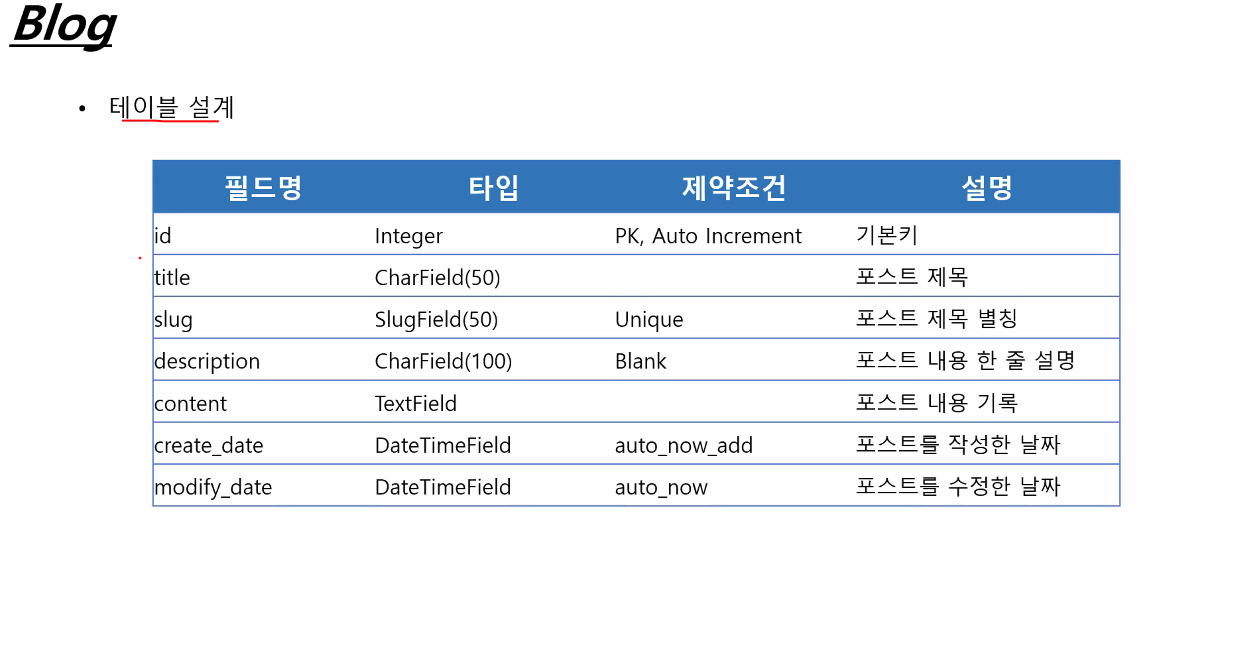 Blog
• 테이블 설계
필드명 타입 제약조건 설명
id Integer PK, Auto Increment 기본키
title CharField(50) 포스트 제목
slug SlugField(50) Unique 포스트 제목 별칭
description CharField(100) Blank 포스트 내용 한 줄 설명
content TextField 포스트 내용 기록
create_date DateTimeField auto_now_add 포스트를 작성한 날짜
modify_date DateTimeField auto_now 포스트를 수정한 날짜